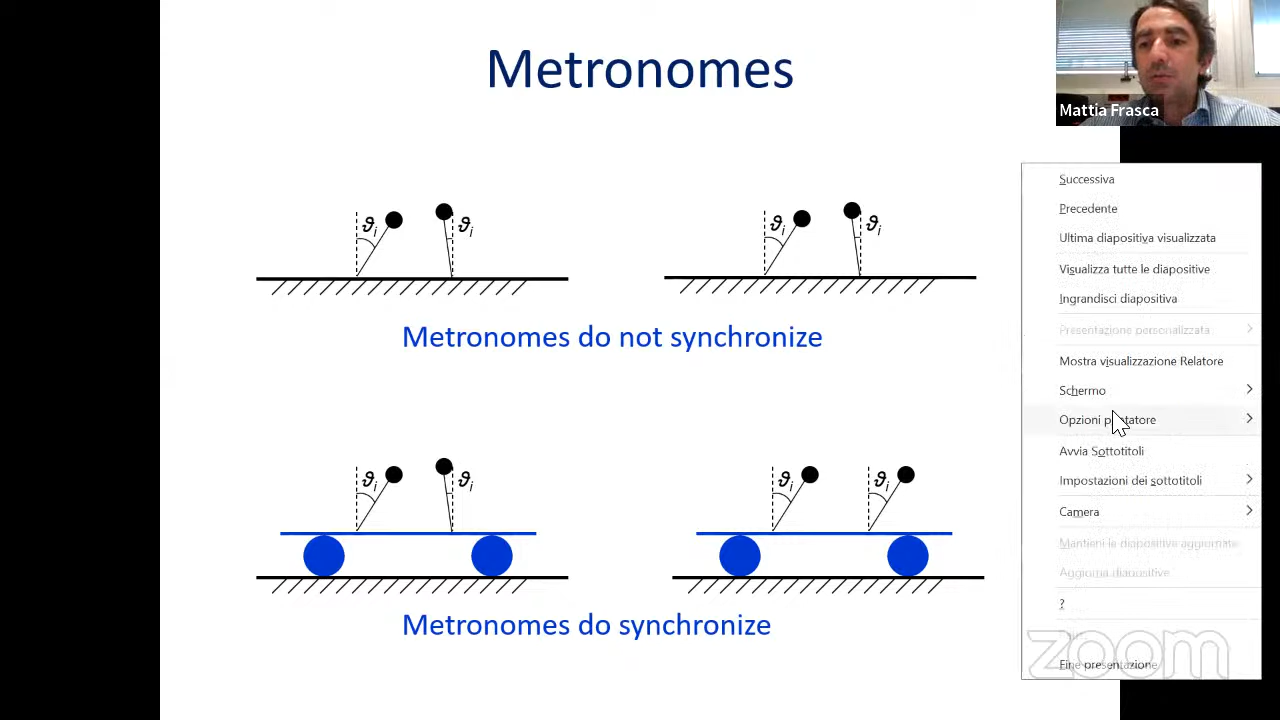 Metronomes
Mattia Frasca
ϑi
ϑi
ϑi
ϑi
Metronomes do not synchronize
ϑi
ϑi
ϑi
ϑi
Metronomes do synchronize
Successiva
Precedente
Ultima diapositiva visualizzata
Visualizza tutte le diapositive
Ingrandisci diapositiva
Presentazione personalizzata
Mostra visualizzazione Relatore
Schermo
Opzioni puntatore
Avvia Sottotitoli
Impostazioni dei sottotitoli
Camera
Mantieni le diapositive aggiornate
Aggiorna diapositive
?
zoom
Fine presentazione